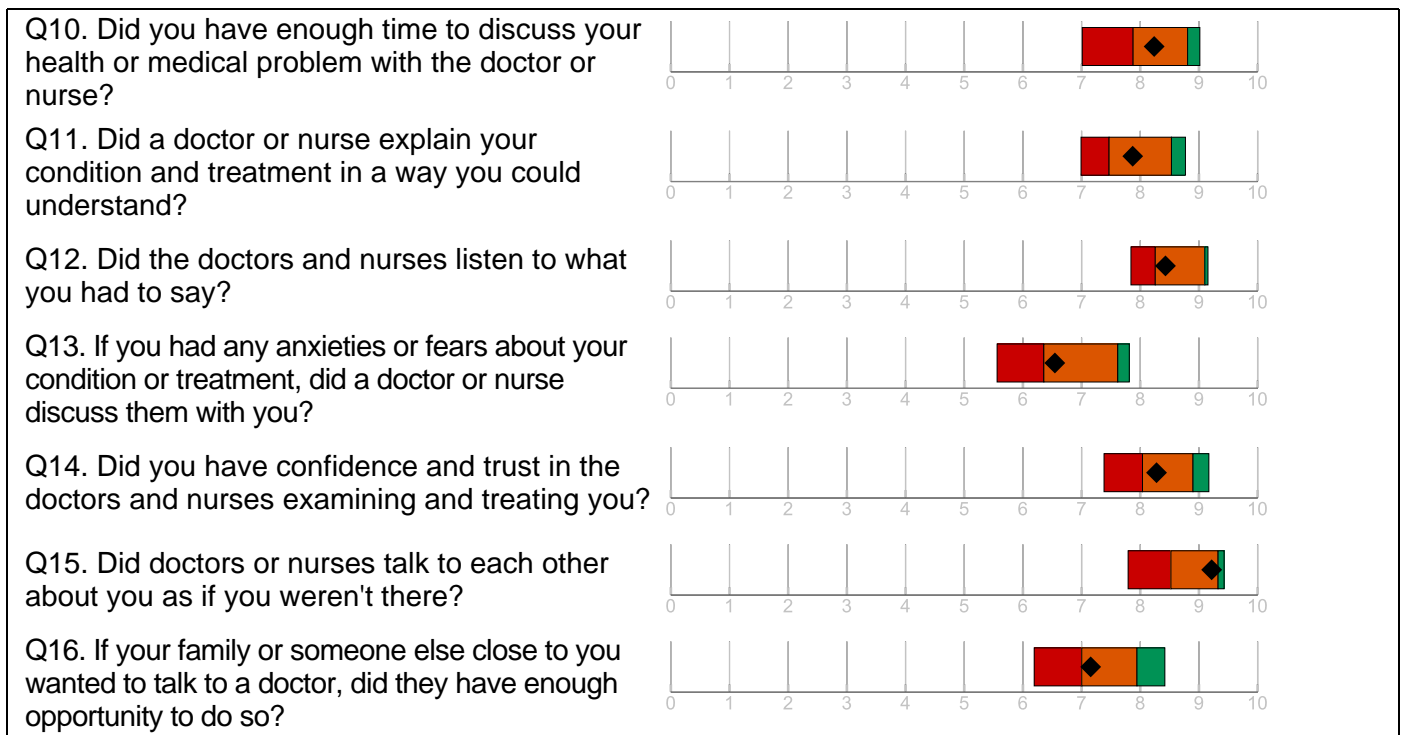 Q10. Did you have enough time to discuss your
health or medical problem with the doctor or
nurse?
0 1 2 3 4 5 6 7 8 9 10
Q11. Did a doctor or nurse explain your
condition and treatment in a way you could
understand?
0 1 2 3 4 5 6 7 8 9 10
Q12. Did the doctors and nurses listen to what
you had to say?
0 1 2 3 4 5 6 7 8 9 10
Q13. If you had any anxieties or fears about your
condition or treatment, did a doctor or nurse
discuss them with you?
0 1 2 3 4 5 6 7 8 9 10
Q14. Did you have confidence and trust in the
doctors and nurses examining and treating you?
0 1 2 3 4 5 6 7 8 9 10
Q15. Did doctors or nurses talk to each other
about you as if you weren't there?
0 1 2 3 4 5 6 7 8 9 10
Q16. If your family or someone else close to you
wanted to talk to a doctor, did they have enough
opportunity to do so?
0 1 2 3 4 5 6 7 8 9 10